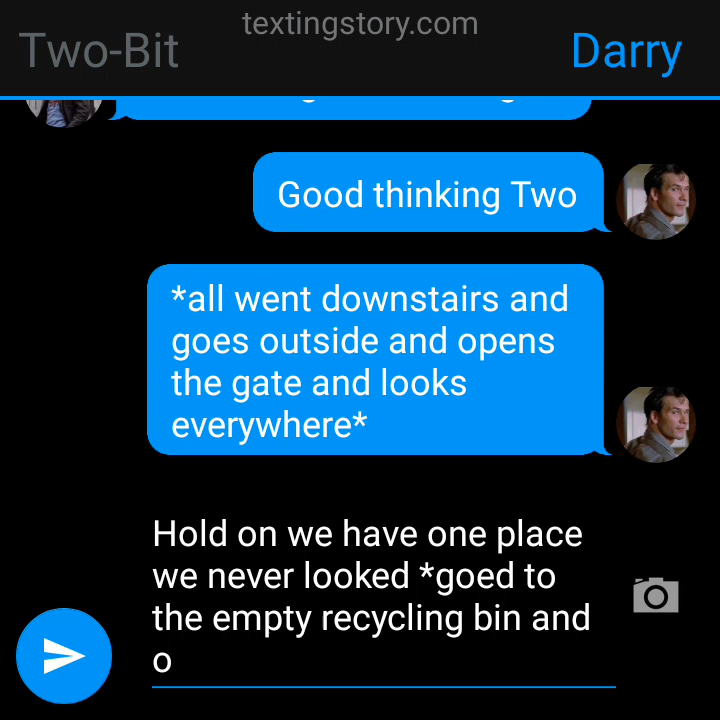 textingstory.com
Two-Bit
Darry
Good thinking Two
*all went downstairs and
goes outside and opens
the gate and looks
everywhere*
Hold on we have one place
we never looked *goed to
the empty recycling bin and
o